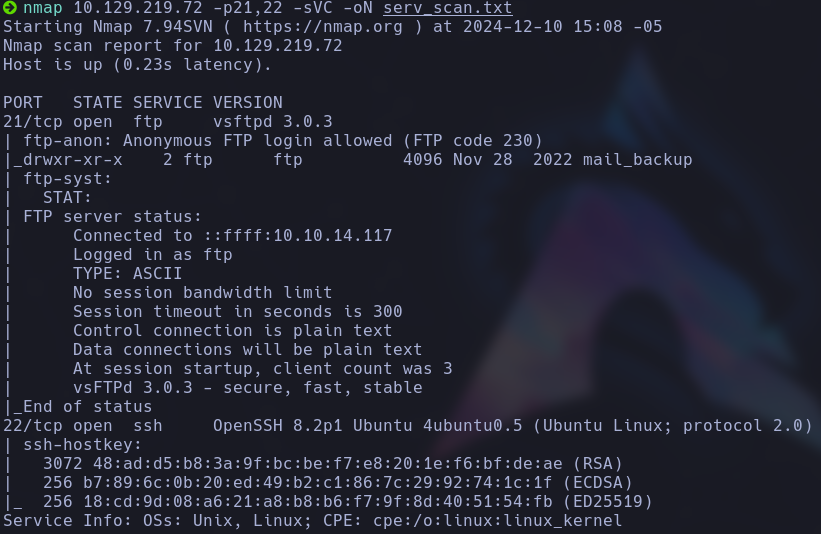 nmap 10.129.219.72 -p21,22 -sVC -oN serv_scan.txt
Starting Nmap 7.94SVN ( https://nmap.org ) at 2024-12-10 15:08 -05
Nmap scan report for 10.129.219.72
Host is up (0.23s latency).
PORT   STATE SERVICE VERSION
21/tcp open  ftp     vsftpd 3.0.3
| ftp-anon: Anonymous FTP login allowed (FTP code 230)
|_drwxr-xr-x    2 ftp      ftp          4096 Nov 28  2022 mail_backup
| ftp-syst:
|   STAT:
| FTP server status:
|      Connected to ::ffff:10.10.14.117
|      Logged in as ftp
|      TYPE: ASCII
|      No session bandwidth limit
|      Session timeout in seconds is 300
|      Control connection is plain text
|      Data connections will be plain text
|      At session startup, client count was 3
|      vsFTPd 3.0.3 - secure, fast, stable
|_End of status
22/tcp open  ssh     OpenSSH 8.2p1 Ubuntu 4ubuntu0.5 (Ubuntu Linux; protocol 2.0)
| ssh-hostkey:
|   3072 48:ad:d5:b8:3a:9f:bc:be:f7:e8:20:1e:f6:bf:de:ae (RSA)
|   256 b7:89:6c:0b:20:ed:49:b2:c1:86:7c:29:92:74:1c:1f (ECDSA)
|_  256 18:cd:9d:08:a6:21:a8:b8:b6:f7:9f:8d:40:51:54:fb (ED25519)
Service Info: OSs: Unix, Linux; CPE: cpe:/o:linux:linux_kernel